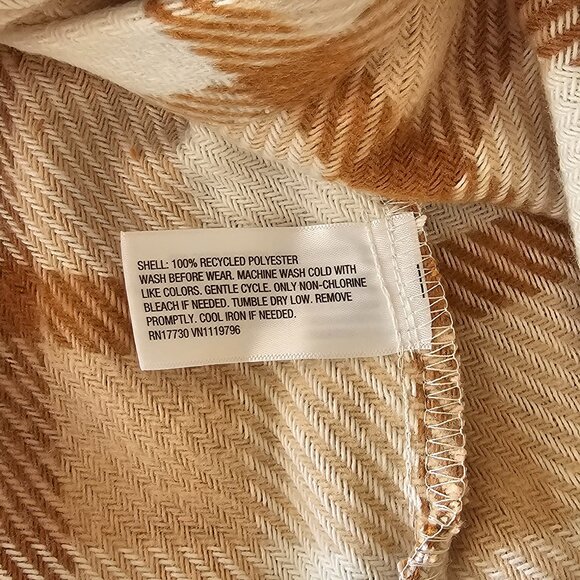 SHELL: 100% RECYCLED POLYESTER
WASH BEFORE WEAR. MACHINE WASH COLD WITH
LIKE COLORS. GENTLE CYCLE. ONLY NON-CHLORINE
BLEACH IF NEEDED. TUMBLE DRY LOW. REMOVE
PROMPTLY. COOL IRON IF NEEDED.
RN17730 VN1119796